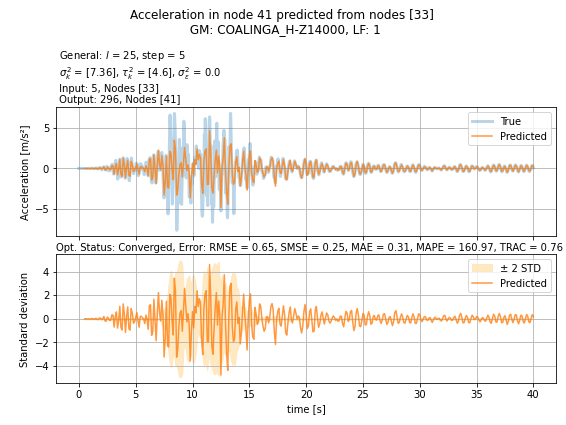 Acceleration in node 41 predicted from nodes [33]
GM: COALINGA_H-Z14000, LF: 1
General: l = 25, step = 5
σ²ₖ = [7.36], τ²ₖ = [4.6], σ²ε = 0.0
Input: 5, Nodes [33]
Output: 296, Nodes [41]
Acceleration [m/s²]
5
0
−5
True
Predicted
Opt. Status: Converged, Error: RMSE = 0.65, SMSE = 0.25, MAE = 0.31, MAPE = 160.97, TRAC = 0.76
Standard deviation
4
2
0
−2
−4
± 2 STD
Predicted
0 5 10 15 20 25 30 35 40
time [s]